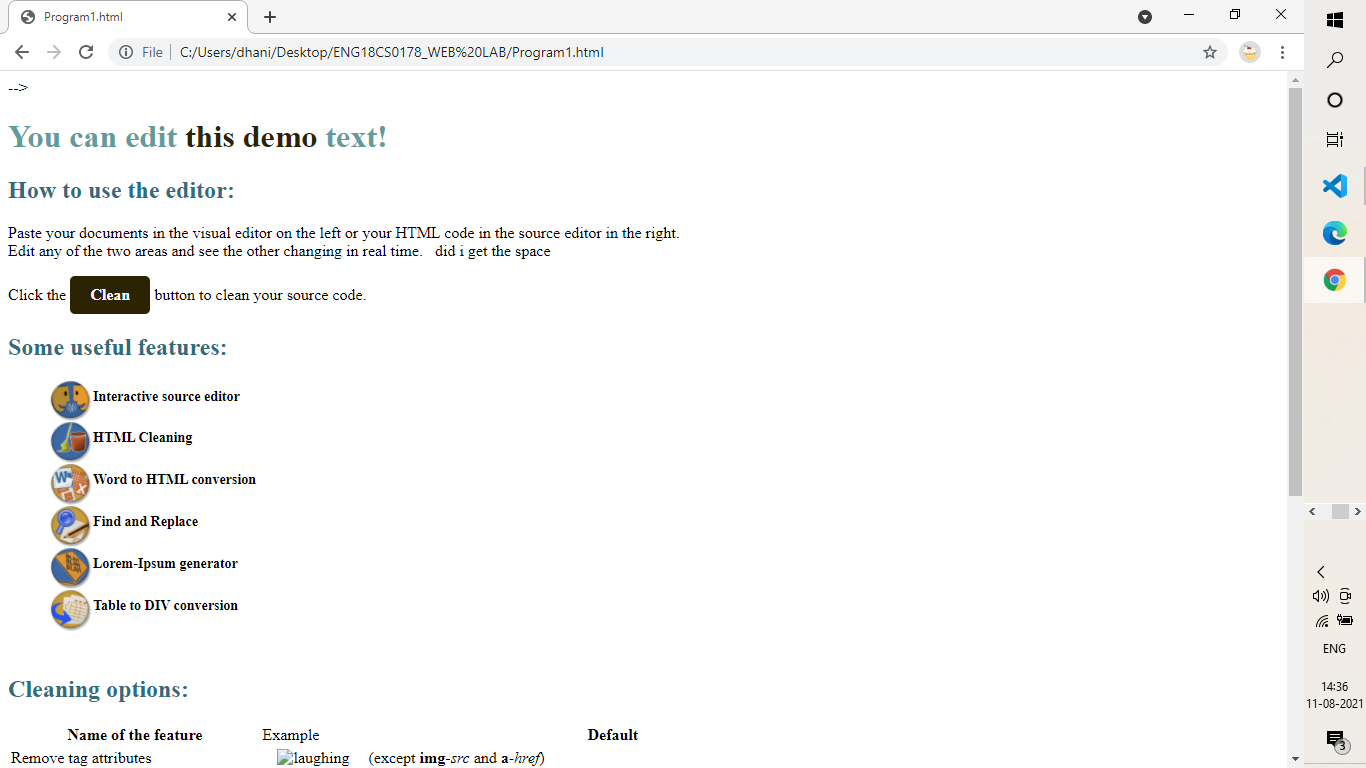 Program1.html
File
C:/Users/dhani/Desktop/ENG18CS0178_WEB%20LAB/Program1.html
-->
You can edit this demo text!
How to use the editor:
Paste your documents in the visual editor on the left or your HTML code in the source editor in the right.
Edit any of the two areas and see the other changing in real time.   did i get the space
Click the Clean button to clean your source code.
Some useful features:
Interactive source editor
HTML Cleaning
Word to HTML conversion
Find and Replace
Lorem-Ipsum generator
Table to DIV conversion
Cleaning options:
Name of the feature Example Default
Remove tag attributes laughing (except img-src and a-href)
ENG
14:36
11-08-2021
3